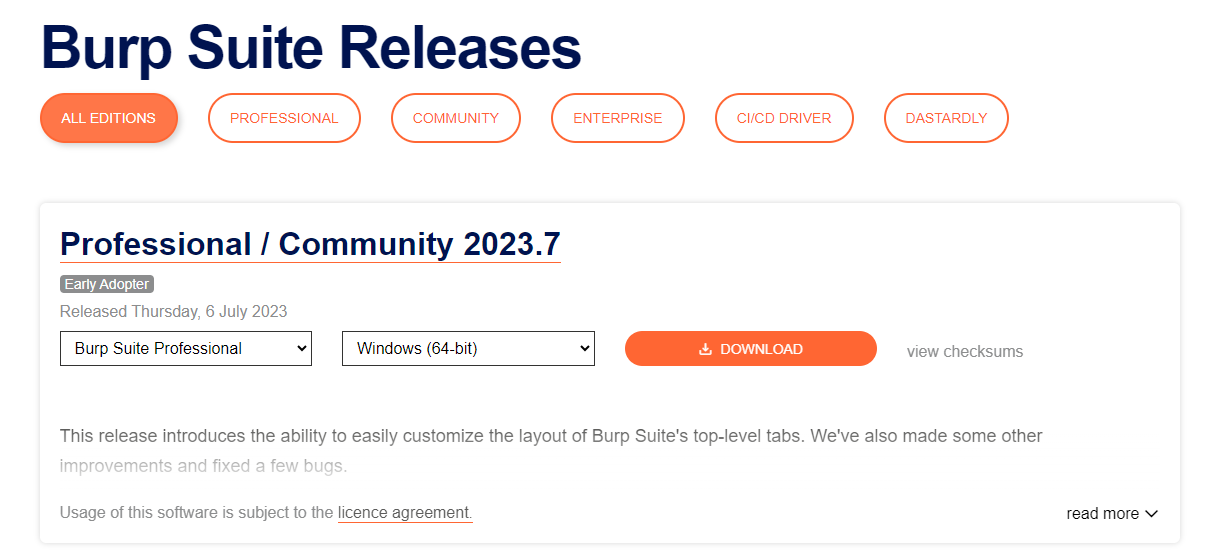 Burp Suite Releases
ALL EDITIONS
PROFESSIONAL
COMMUNITY
ENTERPRISE
CI/CD DRIVER
DASTARDLY
Professional / Community 2023.7
Early Adopter
Released Thursday, 6 July 2023
Burp Suite Professional
Windows (64-bit)
DOWNLOAD
view checksums
This release introduces the ability to easily customize the layout of Burp Suite's top-level tabs. We've also made some other
improvements and fixed a few bugs.
Usage of this software is subject to the licence agreement.
read more